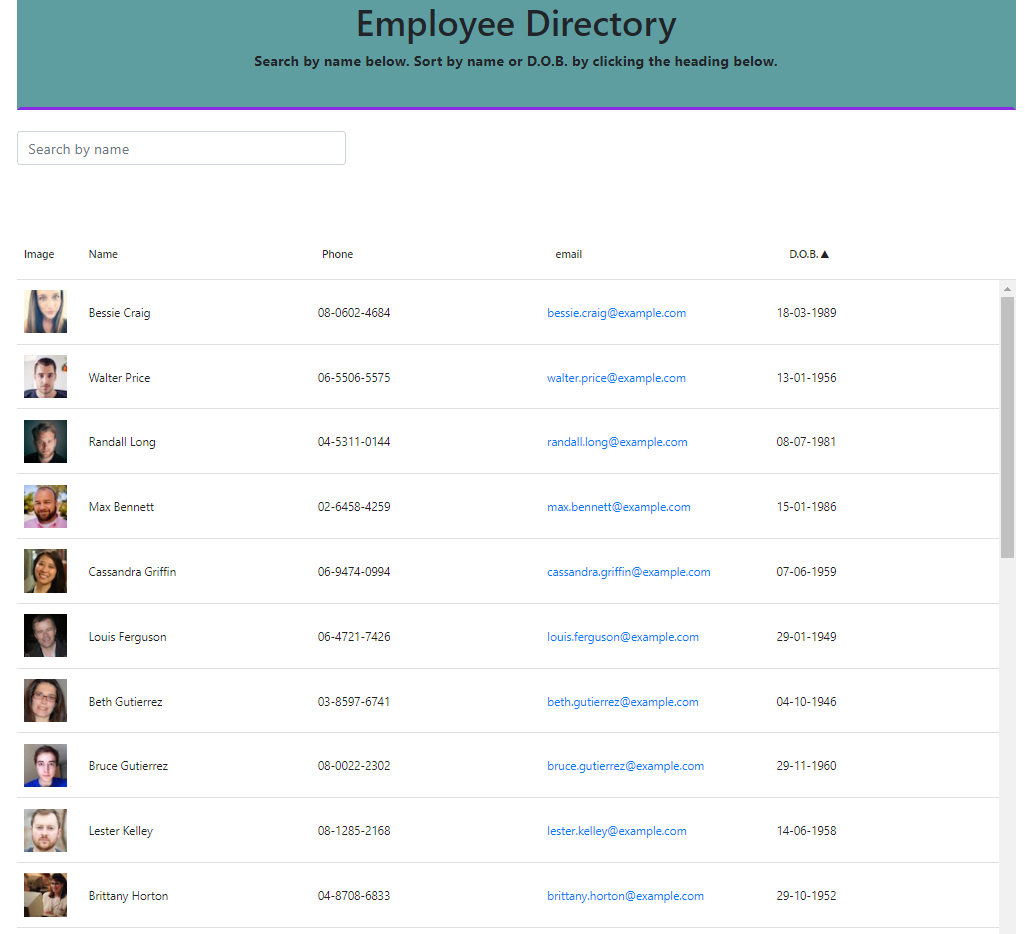 Employee Directory
Search by name below. Sort by name or D.O.B. by clicking the heading below.
Search by name
Image Name Phone email D.O.B.▲
Bessie Craig 08-0602-4684 bessie.craig@example.com 18-03-1989
Walter Price 06-5506-5575 walter.price@example.com 13-01-1956
Randall Long 04-5311-0144 randall.long@example.com 08-07-1981
Max Bennett 02-6458-4259 max.bennett@example.com 15-01-1986
Cassandra Griffin 06-9474-0994 cassandra.griffin@example.com 07-06-1959
Louis Ferguson 06-4721-7426 louis.ferguson@example.com 29-01-1949
Beth Gutierrez 03-8597-6741 beth.gutierrez@example.com 04-10-1946
Bruce Gutierrez 08-0022-2302 bruce.gutierrez@example.com 29-11-1960
Lester Kelley 08-1285-2168 lester.kelley@example.com 14-06-1958
Brittany Horton 04-8708-6833 brittany.horton@example.com 29-10-1952